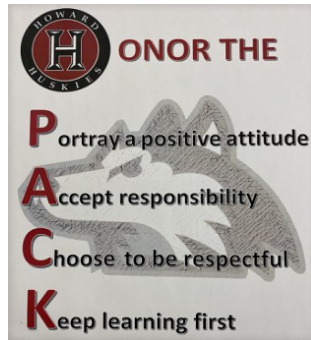 HOWARD
H ONOR THE
HUSKIES
Portray a positive attitude
Accept responsibility
Choose to be respectful
Keep learning first